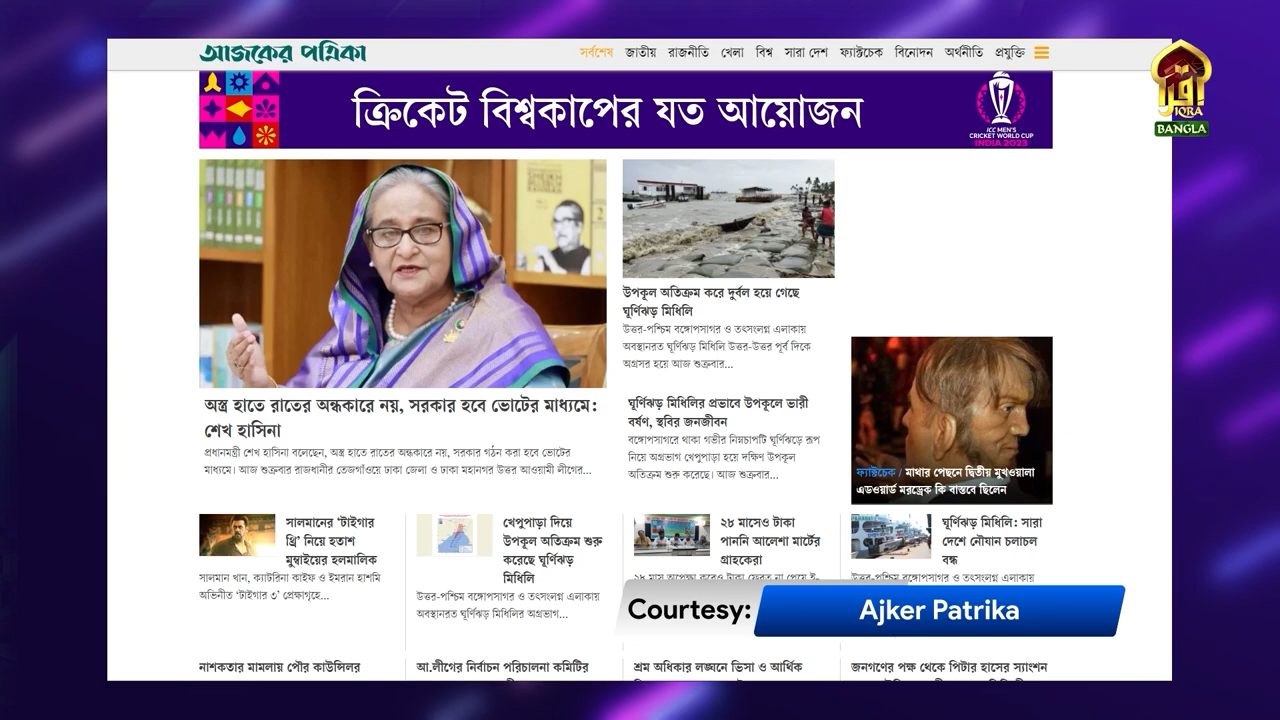 আজকের পত্রিকা
সর্বশেষ জাতীয় রাজনীতি খেলা বিশ্ব সারা দেশ ফ্যাক্টচেক বিনোদন অর্থনীতি প্রযুক্তি
IQRA
BANGLA
ক্রিকেট বিশ্বকাপের যত আয়োজন
ICC MEN'S
CRICKET WORLD CUP
INDIA 2023
অস্ত্র হাতে রাতের অন্ধকারে নয়, সরকার হবে ভোটের মাধ্যমে:
শেখ হাসিনা
প্রধানমন্ত্রী শেখ হাসিনা বলেছেন, অস্ত্র হাতে রাতের অন্ধকারে নয়, সরকার গঠন করা হবে ভোটের
মাধ্যমে। আজ শুক্রবার রাজধানীর তেজগাঁওয়ে ঢাকা জেলা ও ঢাকা মহানগর উত্তর আওয়ামী লীগের...
উপকূল অতিক্রম করে দুর্বল হয়ে গেছে
ঘূর্ণিঝড় মিধিলি
উত্তর-পশ্চিম বঙ্গোপসাগর ও তৎসংলগ্ন এলাকায়
অবস্থানরত ঘূর্ণিঝড় মিধিলি উত্তর-উত্তর পূর্ব দিকে
অগ্রসর হয়ে আজ শুক্রবার...
ঘূর্ণিঝড় মিধিলির প্রভাবে উপকূলে ভারী
বর্ষণ, স্থবির জনজীবন
বঙ্গোপসাগরে থাকা গভীর নিম্নচাপটি ঘূর্ণিঝড়ে রূপ
নিয়ে অগ্রভাগ খেপুপাড়া হয়ে দক্ষিণ উপকূল
অতিক্রম শুরু করেছে। আজ শুক্রবার...
ফ্যাক্টচেক / মাথার পেছনে দ্বিতীয় মুখওয়ালা
এডওয়ার্ড মরড্রেক কি বাস্তবে ছিলেন
সালমানের 'টাইগার
থ্রি' নিয়ে হতাশ
মুম্বাইয়ের হলমালিক
সালমান খান, ক্যাটরিনা কাইফ ও ইমরান হাশমি
অভিনীত 'টাইগার ৩' প্রেক্ষাগৃহে...
খেপুপাড়া দিয়ে
উপকূল অতিক্রম শুরু
করেছে ঘূর্ণিঝড়
মিধিলি
উত্তর-পশ্চিম বঙ্গোপসাগর ও তৎসংলগ্ন এলাকায়
অবস্থানরত ঘূর্ণিঝড় মিধিলির অগ্রভাগ...
২৮ মাসেও টাকা
পাননি আলেশা মার্টের
গ্রাহকেরা
২৮ মাস অপেক্ষা করেও টাকা ফেরত না পেয়ে ই-
ঘূর্ণিঝড় মিধিলি: সারা
দেশে নৌযান চলাচল
বন্ধ
উত্তর-পশ্চিম বঙ্গোপসাগর ও তৎসংলগ্ন এলাকায়
Courtesy: Ajker Patrika
নাশকতার মামলায় পৌর কাউন্সিলর
আ.লীগের নির্বাচন পরিচালনা কমিটির
শ্রম অধিকার লঙ্ঘনে ভিসা ও আর্থিক
জনগণের পক্ষ থেকে পিটার হাসের স্যাংশন